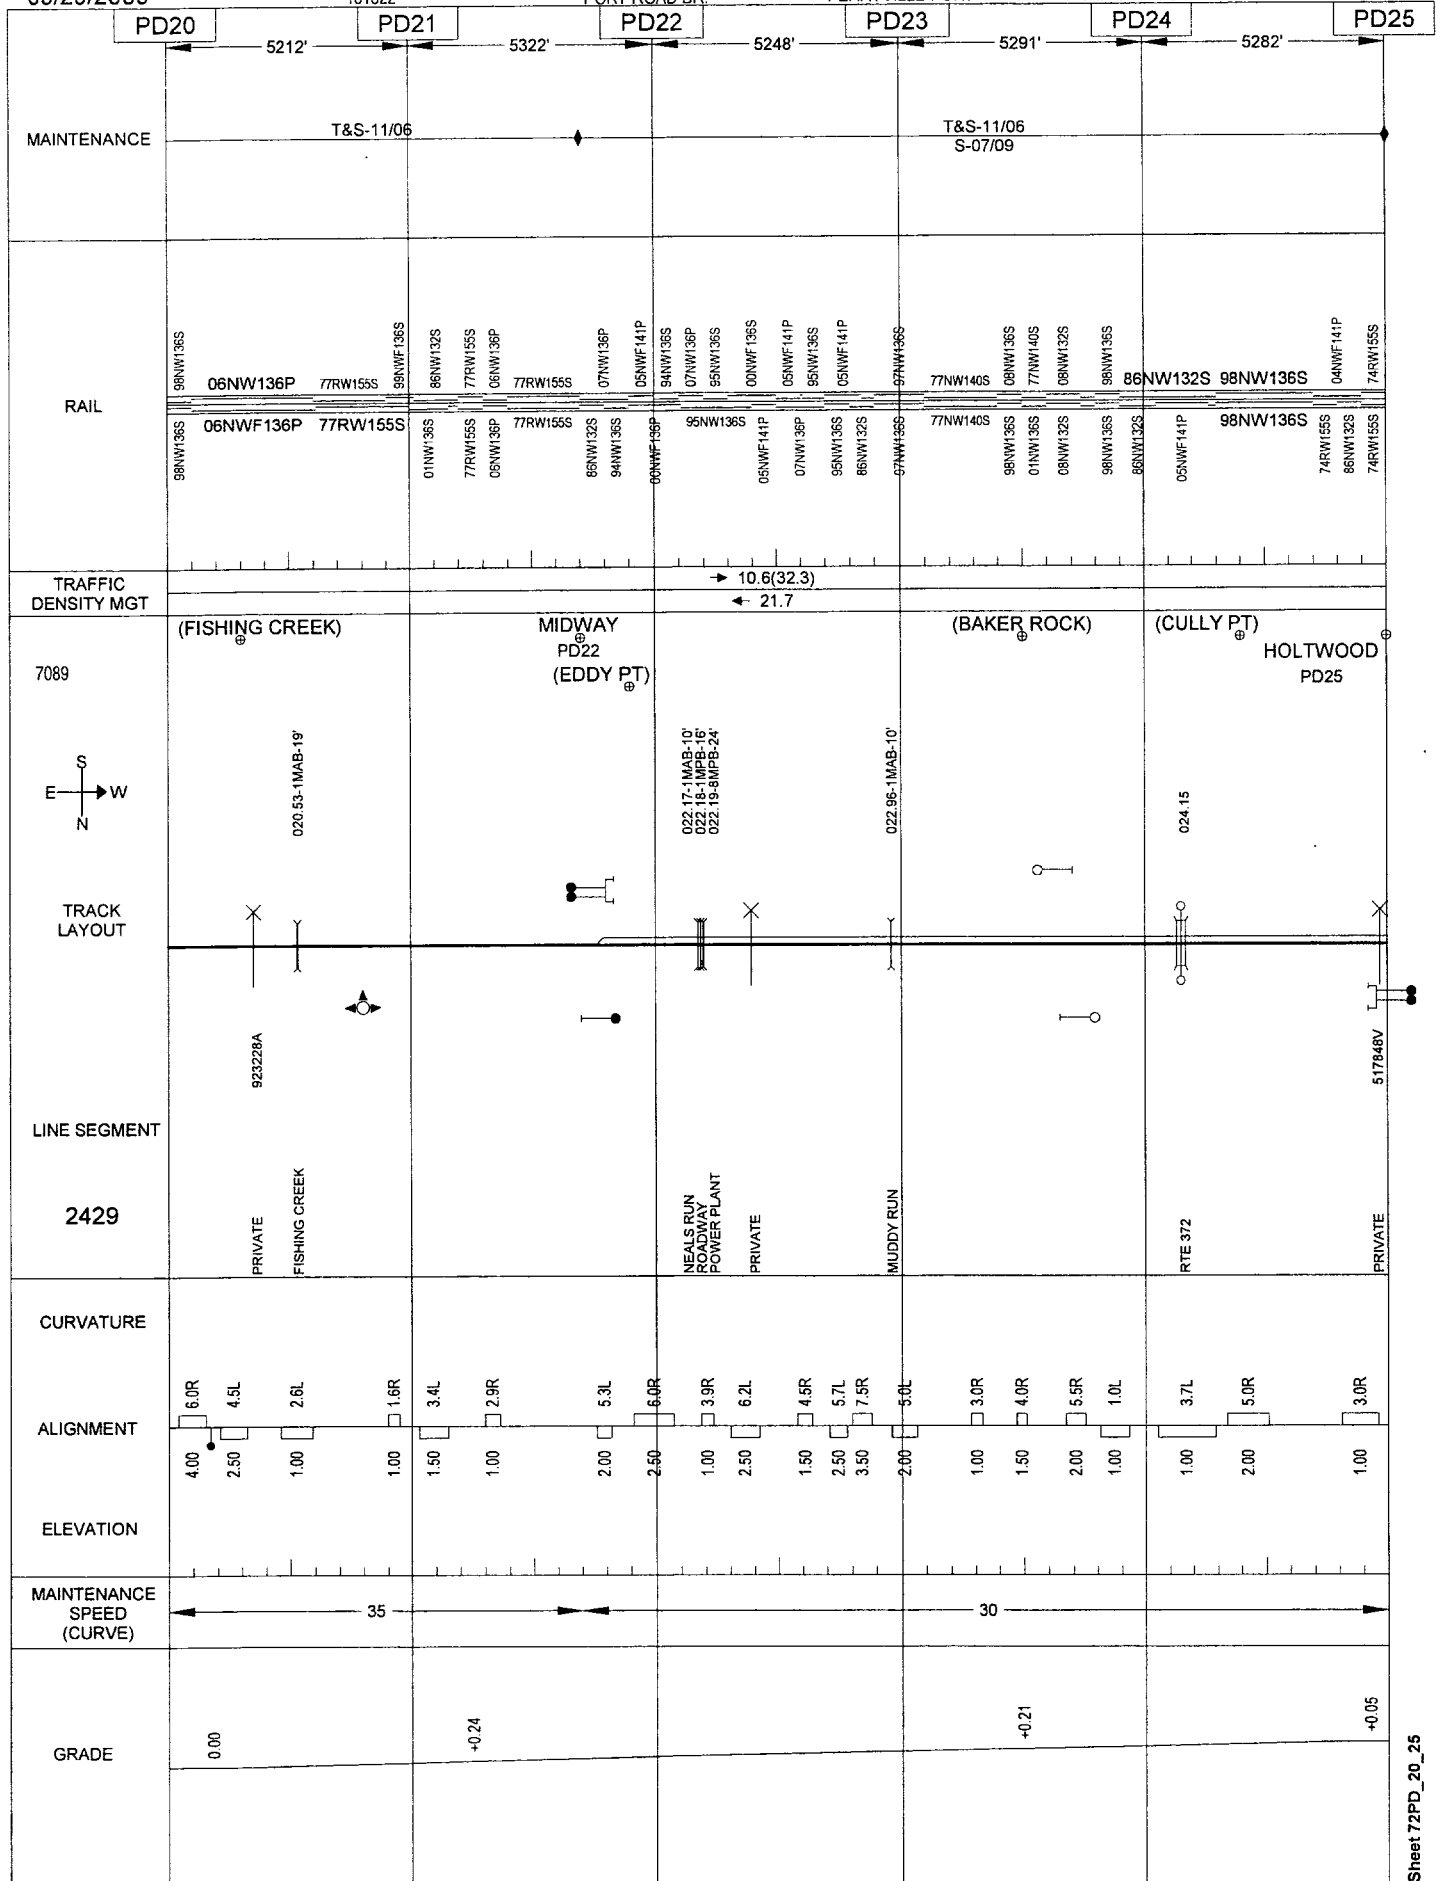 PD20 PD21 PD22 PD23 PD24 PD25
5212' 5322' 5248' 5291' 5282'
MAINTENANCE
T&S-11/06 T&S-11/06
S-07/09
RAIL
98NW136S 06NW136P 77RW155S 99NWF136S 86NW132S 77RW155S 06NW136P 77RW155S 07NW136P 05NWF141P 94NW136S 07NW136P 95NW136S 00NWF136S 05NWF141P 95NW136S 05NWF141P 97NW136S 77NW140S 08NW136S 77NW140S 08NW132S 98NW136S 86NW132S 98NW136S 04NWF141P 74RW155S
98NW136S 06NWF136P 77RW155S 01NW136S 77RW155S 06NW136P 77RW155S 86NW132S 94NW136S 00NWF136P 95NW136S 05NWF141P 07NW136P 95NW136S 86NW132S 97NW136S 77NW140S 98NW136S 01NW136S 08NW132S 98NW136S 86NW132S 05NWF141P 98NW136S 74RW155S 86NW132S 74RW155S
TRAFFIC
DENSITY MGT
10.6(32.3)
21.7
(FISHING CREEK) MIDWAY (BAKER ROCK) (CULLY PT)
PD22
HOLTWOOD
7089
(EDDY PT)
PD25
S
E W
N
020.53-1MAB-19'
022.17-1MAB-10'
022.18-1MPB-16'
022.19-8MPB-24'
022.96-1MAB-10'
024.15
TRACK
LAYOUT
923228A
517848V
LINE SEGMENT
2429
PRIVATE
FISHING CREEK
NEALS RUN
ROADWAY
POWER PLANT
PRIVATE
MUDDY RUN
RTE 372
PRIVATE
CURVATURE
6.0R 4.5L 2.6L 1.6R 3.4L 2.9R 5.3L 6.0R 3.9R 6.2L 4.5R 5.7L 7.5R 5.0L 3.0R 4.0R 5.5R 1.0L 3.7L 5.0R 3.0R
ALIGNMENT
4.00 2.50 1.00 1.00 1.50 1.00 2.00 2.50 1.00 2.50 1.50 2.50 3.50 2.00 1.00 1.50 2.00 1.00 1.00 2.00 1.00
ELEVATION
MAINTENANCE
SPEED
(CURVE)
35 30
GRADE
0.00 +0.24 +0.21 +0.05
Sheet 72PD_20_25